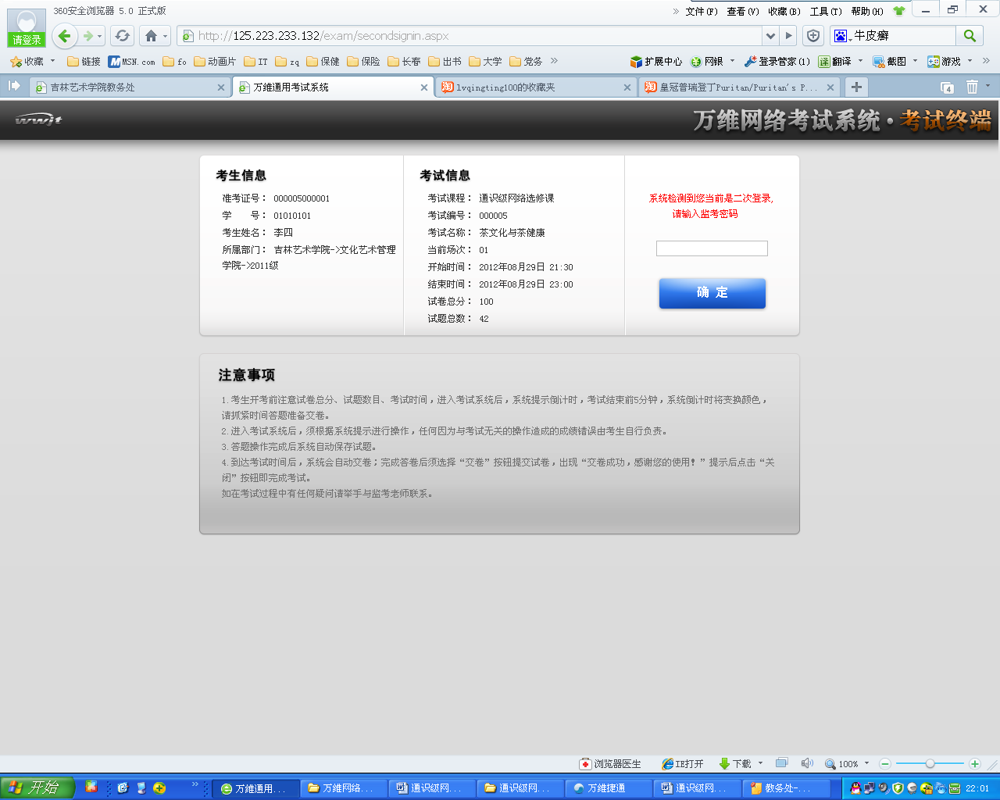 360安全浏览器 5.0 正式版
» 文件(F) 查看(V) 收藏(B) 工具(T) 帮助(H)
请登录
http://125.223.233.132/exam/secondsignin.aspx
牛皮癣
收藏 链接 MSN.com fo 动画片 IT zq 保健 保险 长春 出书 大学 党务 »
扩展中心 网银 登录管家(1) 翻译 截图 游戏 »
吉林艺术学院教务处
万维通用考试系统
淘 lvqingting100的收藏夹
淘 皇冠普瑞登丁Puritan/Puritan's P...
4
wwjt
万维网络考试系统·考试终端
考生信息
准考证号： 000005000001
学 号： 01010101
考生姓名： 李四
所属部门： 吉林艺术学院->文化艺术管理
学院->2011级
考试信息
考试课程： 通识级网络选修课
考试编号： 000005
考试名称： 茶文化与茶健康
当前场次： 01
开始时间： 2012年08月29日 21:30
结束时间： 2012年08月29日 23:00
试卷总分： 100
试题总数： 42
系统检测到您当前是二次登录,
请输入监考密码
确 定
注意事项
1.考生开考前注意试卷总分、试题数目、考试时间，进入考试系统后，系统提示倒计时，考试结束前5分钟，系统倒计时将变换颜色，
请抓紧时间答题准备交卷。
2.进入考试系统后，须根据系统提示进行操作，任何因为与考试无关的操作造成的成绩错误由考生自行负责。
3.答题操作完成后系统自动保存试题。
4.到达考试时间后，系统会自动交卷；完成答卷后须选择“交卷”按钮提交试卷，出现“交卷成功，感谢您的使用！”提示后点击“关
闭”按钮即完成考试。
如在考试过程中有任何疑问请举手与监考老师联系。
浏览器医生 IE打开 下载 100%
开始 » 万维通用... 万维网络... 通识级网... 通识级网... 万维捷通 通识级网... 教务处-... 22:01